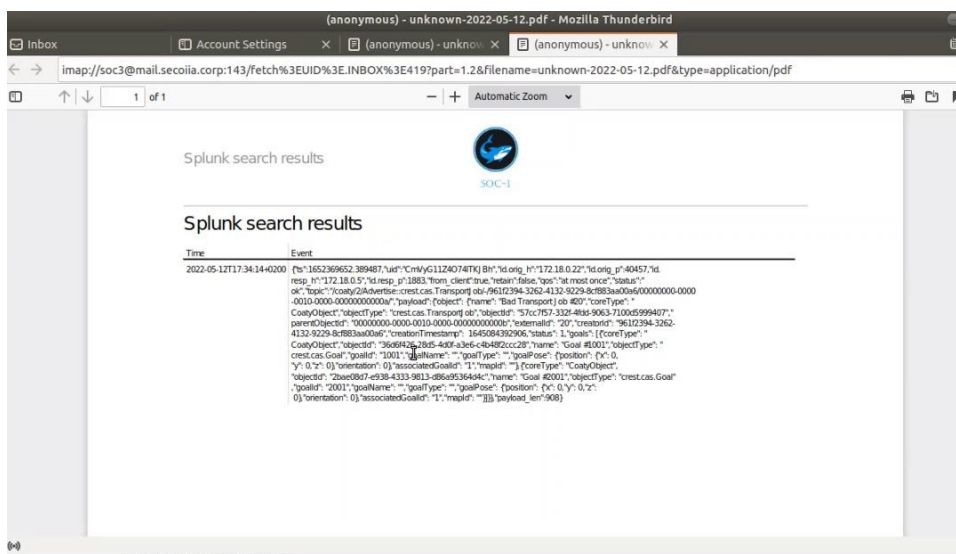 (anonymous) - unknown-2022-05-12.pdf - Mozilla Thunderbird
Inbox
Account Settings
(anonymous) - unknow
(anonymous) - unknow
imap://soc3@mail.secoiia.corp:143/fetch%3EUID%3E.INBOX%3E419?part=1.2&filename=unknown-2022-05-12.pdf&type=application/pdf
1 of 1
Automatic Zoom
Splunk search results
SOC-1
Splunk search results
Time Event
2022-05-12T17:34:14+0200 {"ts":1652369652.389487,"uid":"CmVyG11Z4O74ITKJBh","id.orig_h":"172.18.0.22","id.orig_p":40457,"id.
resp_h":"172.18.0.5","id.resp_p":1883,"from_client":true,"retain":false,"qos":"at most once","status":"
ok","topic":"/coaty/2/Advertise::crest.cas.TransportJob/-/961f2394-3262-4132-9229-8cf883aa00a6/00000000-0000
-0010-0000-00000000000a/","payload":{"object": {"name": "Bad TransportJob #20","coreType": "
CoatyObject","objectType": "crest.cas.TransportJob","objectId": "57cc7f57-332f-4fdd-9063-7100d5999407","
parentObjectId": "00000000-0000-0010-0000-00000000000b","externalId": "20","creatorId": "961f2394-3262-
4132-9229-8cf883aa00a6","creationTimestamp": 1645084392906,"status": 1,"goals": [{"coreType": "
CoatyObject","objectId": "36d6f426-28d5-4d0f-a3e6-c4b48f2ccc28","name": "Goal #1001","objectType": "
crest.cas.Goal","goalId": "1001","goalName": "","goalType": "","goalPose": {"position": {"x": 0,
"y": 0,"z": 0},"orientation": 0},"associatedGoalId": "1","mapId": ""},{"coreType": "CoatyObject",
"objectId": "2bae08d7-e938-4333-9813-d86a95364d4c","name": "Goal #2001","objectType": "crest.cas.Goal"
,"goalId": "2001","goalName": "","goalType": "","goalPose": {"position": {"x": 0,"y": 0,"z":
0},"orientation": 0},"associatedGoalId": "1","mapId": ""}]}},"payload_len":908}